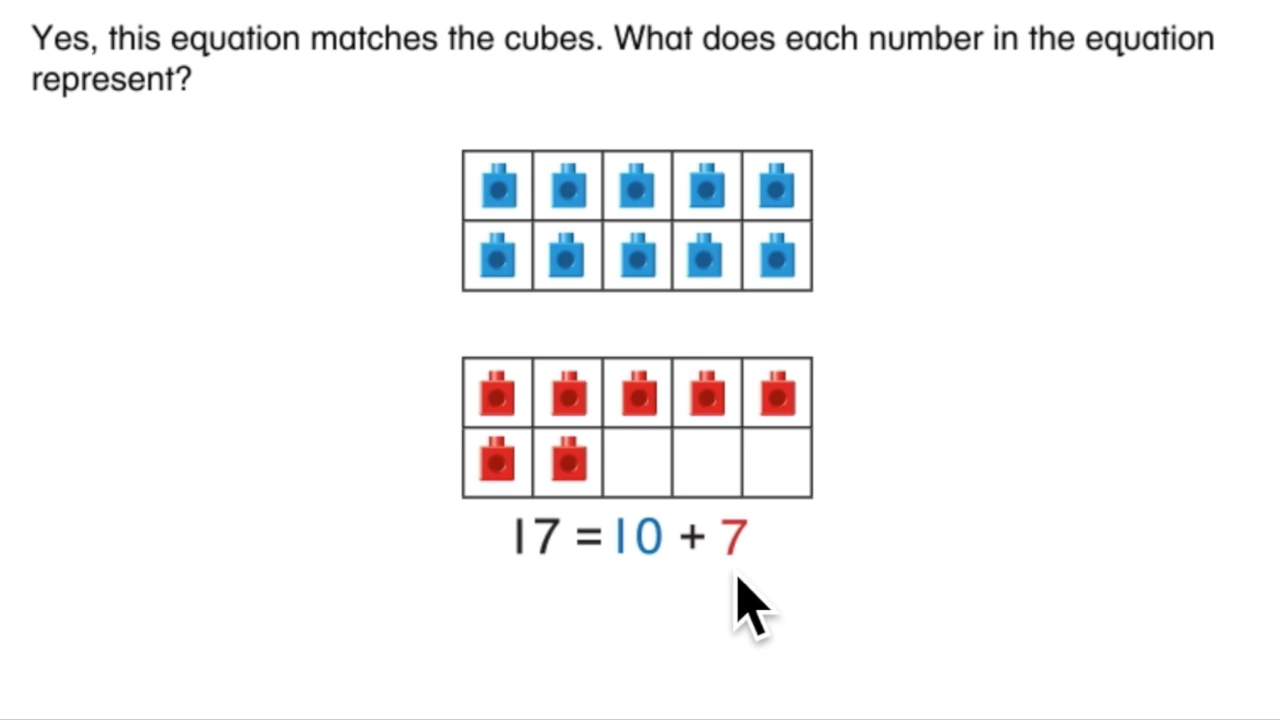 Yes, this equation matches the cubes. What does each number in the equation
represent?
17 = 10 + 7